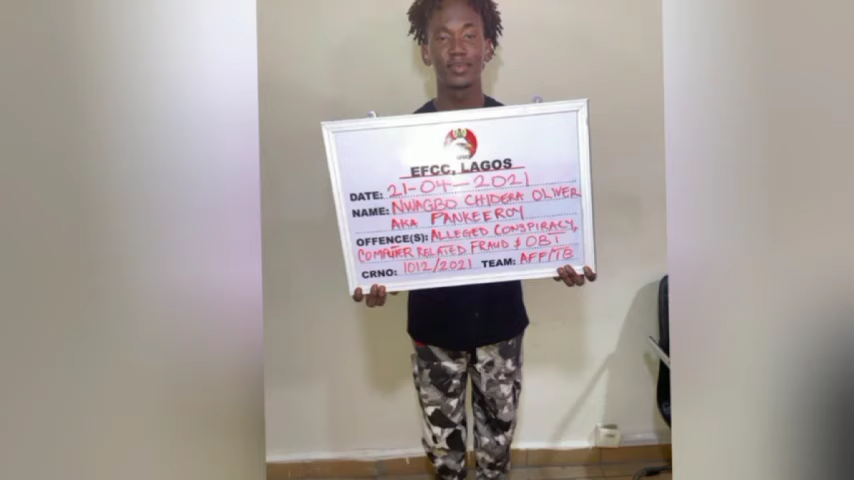 EFCC, LAGOS
DATE: 21-04-2021
NAME: NWAGBO CHIDERA OLIVER
AKA PANKEEROY
OFFENCE(S): ALLEGED CONSPIRACY,
COMPUTER RELATED FRAUD & OBT
CRNO: 1012/2021 TEAM: AFF/TB